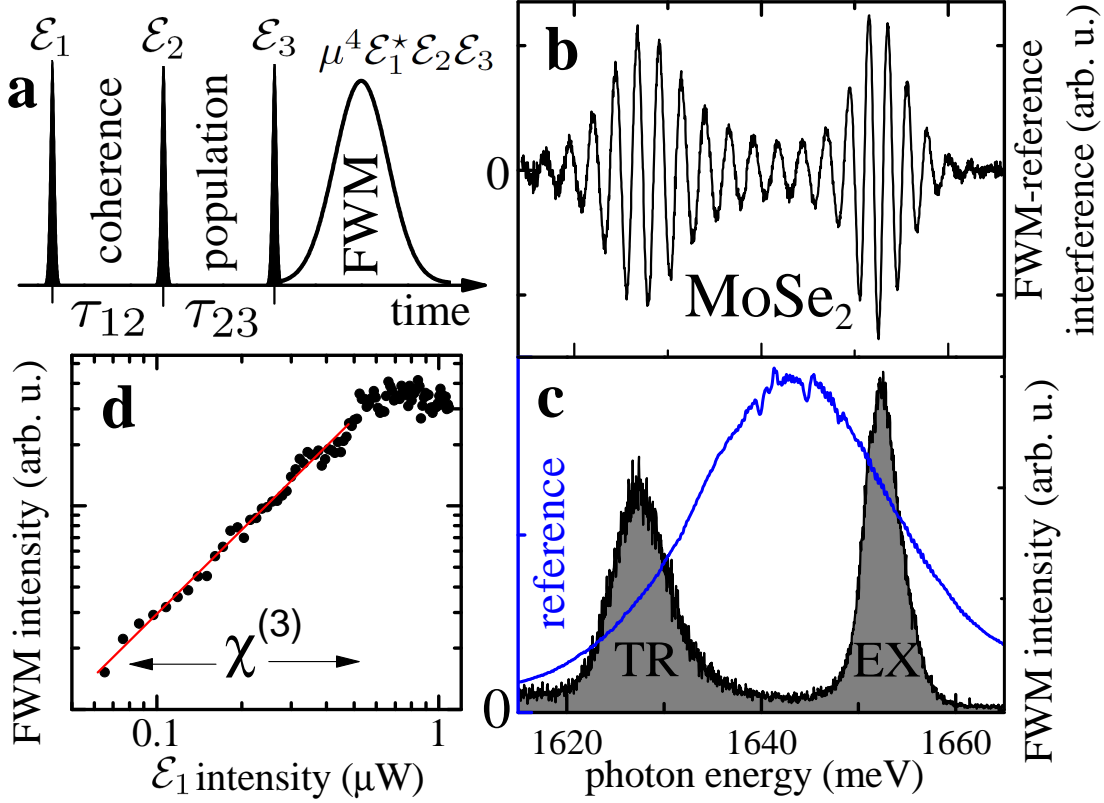 a
ℰ₁ ℰ₂ ℰ₃ μ⁴ℰ₁*ℰ₂ℰ₃
coherence
population
FWM
τ₁₂ τ₂₃ time
b
0
MoSe₂
FWM-reference
interference (arb. u.)
d
FWM intensity (arb. u.)
χ⁽³⁾
0.1 1
ℰ₁ intensity (μW)
c
reference
0
TR EX
FWM intensity (arb. u.)
1620 1640 1660
photon energy (meV)